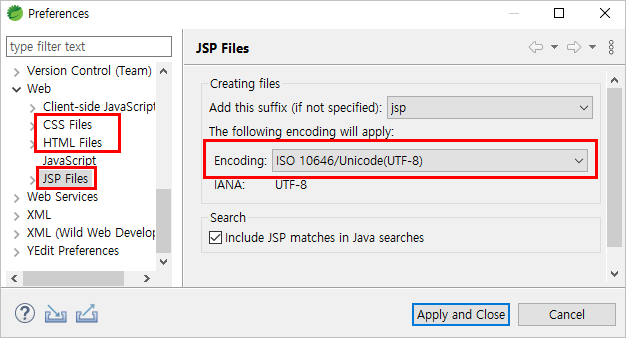 Preferences
type filter text
Version Control (Team)
Web
Client-side JavaScript
CSS Files
HTML Files
JavaScript
JSP Files
Web Services
XML
XML (Wild Web Develop
YEdit Preferences
JSP Files
Creating files
Add this suffix (if not specified): jsp
The following encoding will apply:
Encoding: ISO 10646/Unicode(UTF-8)
IANA: UTF-8
Search
Include JSP matches in Java searches
?
Apply and Close
Cancel